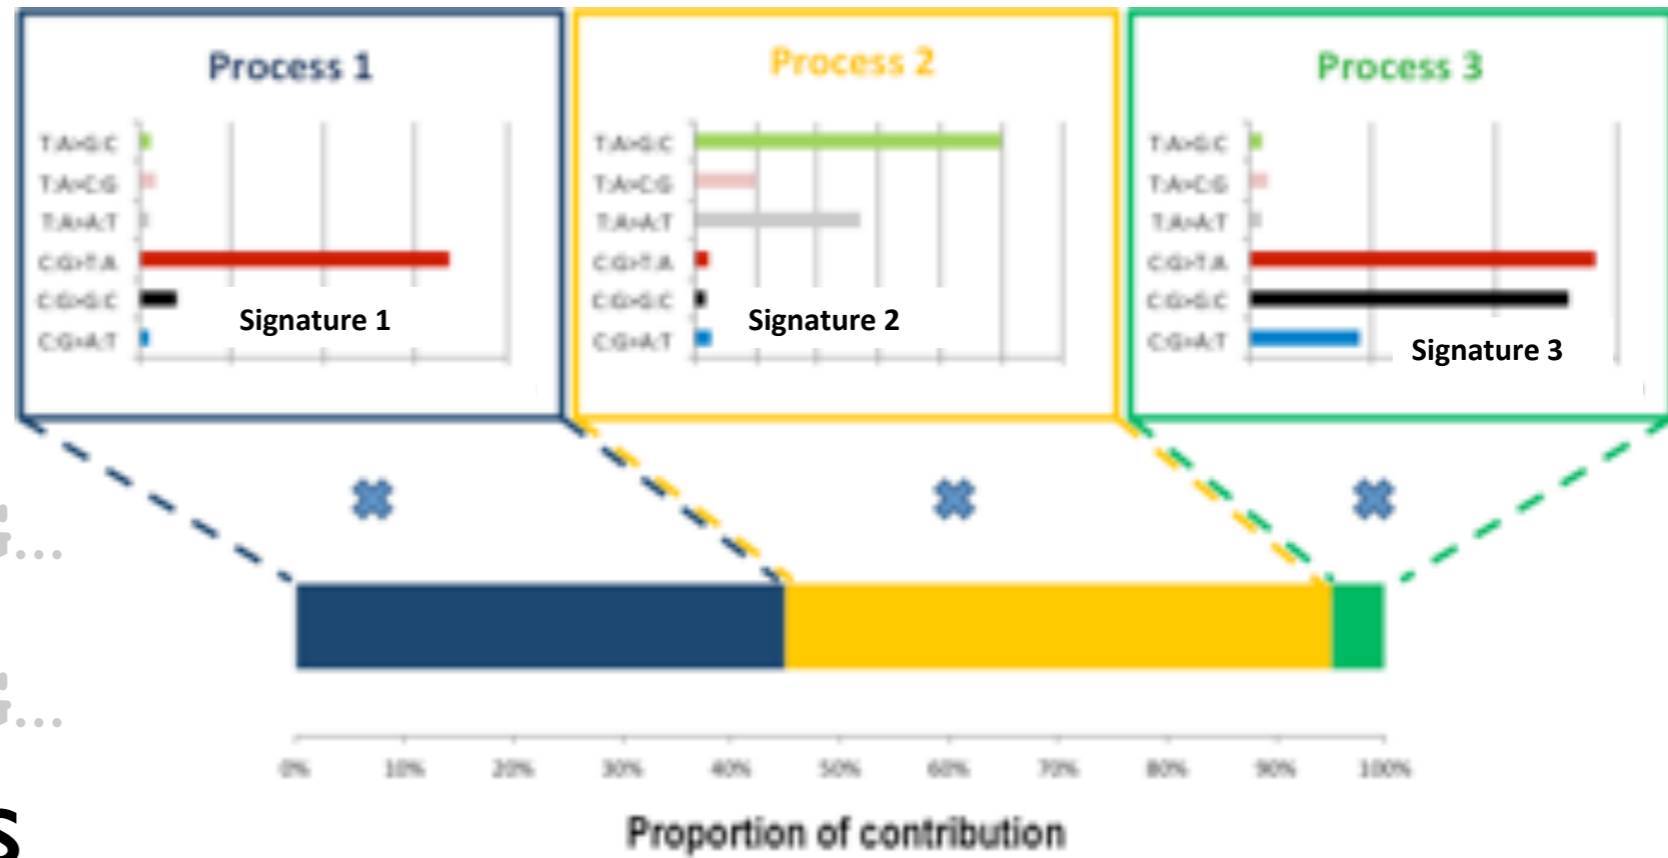 Process 1
T:A>G:C
T:A>C:G
T:A>A:T
C:G>T:A
C:G>G:C
C:G>A:T
Signature 1
Process 2
T:A>G:C
T:A>C:G
T:A>A:T
C:G>T:A
C:G>G:C
C:G>A:T
Signature 2
Process 3
T:A>G:C
T:A>C:G
T:A>A:T
C:G>T:A
C:G>G:C
C:G>A:T
Signature 3
0% 10% 20% 30% 40% 50% 60% 70% 80% 90% 100%
Proportion of contribution
s